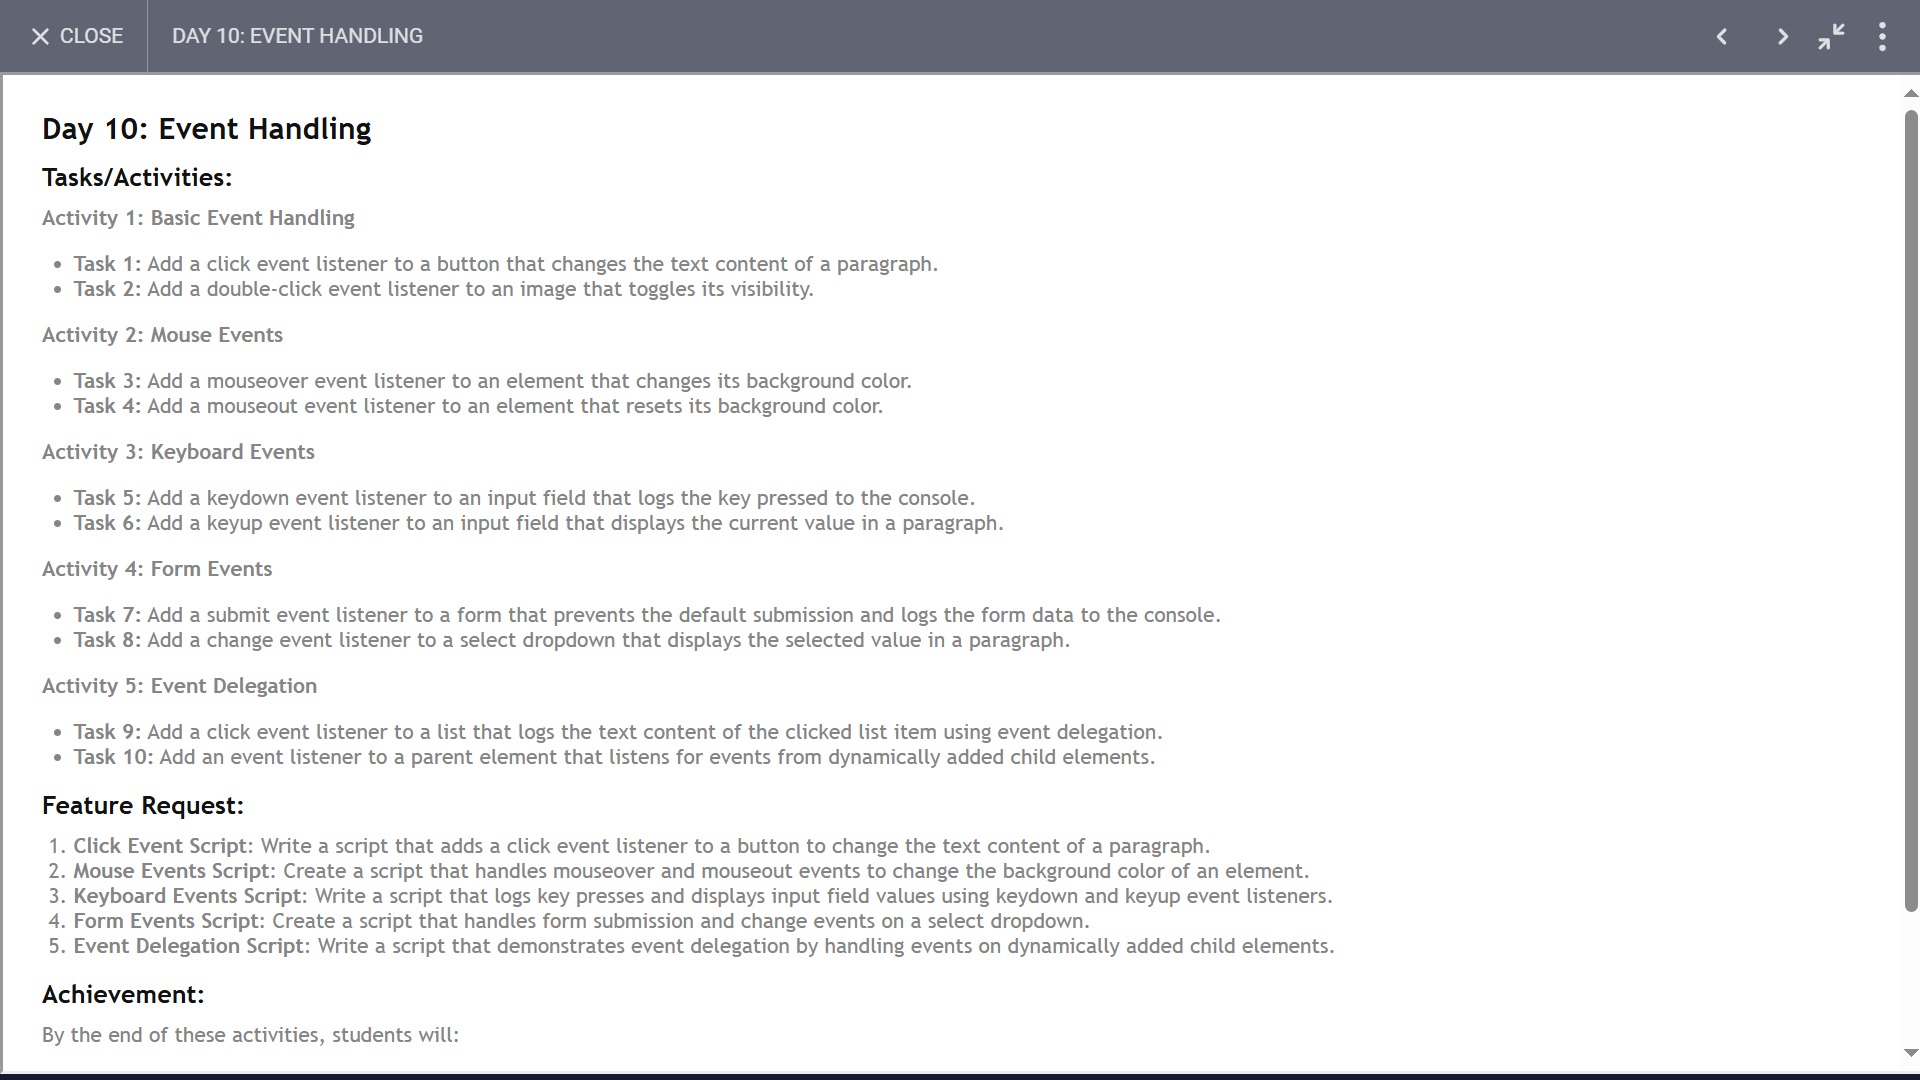 CLOSE
DAY 10: EVENT HANDLING
Day 10: Event Handling
Tasks/Activities:
Activity 1: Basic Event Handling
• Task 1: Add a click event listener to a button that changes the text content of a paragraph.
• Task 2: Add a double-click event listener to an image that toggles its visibility.
Activity 2: Mouse Events
• Task 3: Add a mouseover event listener to an element that changes its background color.
• Task 4: Add a mouseout event listener to an element that resets its background color.
Activity 3: Keyboard Events
• Task 5: Add a keydown event listener to an input field that logs the key pressed to the console.
• Task 6: Add a keyup event listener to an input field that displays the current value in a paragraph.
Activity 4: Form Events
• Task 7: Add a submit event listener to a form that prevents the default submission and logs the form data to the console.
• Task 8: Add a change event listener to a select dropdown that displays the selected value in a paragraph.
Activity 5: Event Delegation
• Task 9: Add a click event listener to a list that logs the text content of the clicked list item using event delegation.
• Task 10: Add an event listener to a parent element that listens for events from dynamically added child elements.
Feature Request:
1. Click Event Script: Write a script that adds a click event listener to a button to change the text content of a paragraph.
2. Mouse Events Script: Create a script that handles mouseover and mouseout events to change the background color of an element.
3. Keyboard Events Script: Write a script that logs key presses and displays input field values using keydown and keyup event listeners.
4. Form Events Script: Create a script that handles form submission and change events on a select dropdown.
5. Event Delegation Script: Write a script that demonstrates event delegation by handling events on dynamically added child elements.
Achievement:
By the end of these activities, students will: